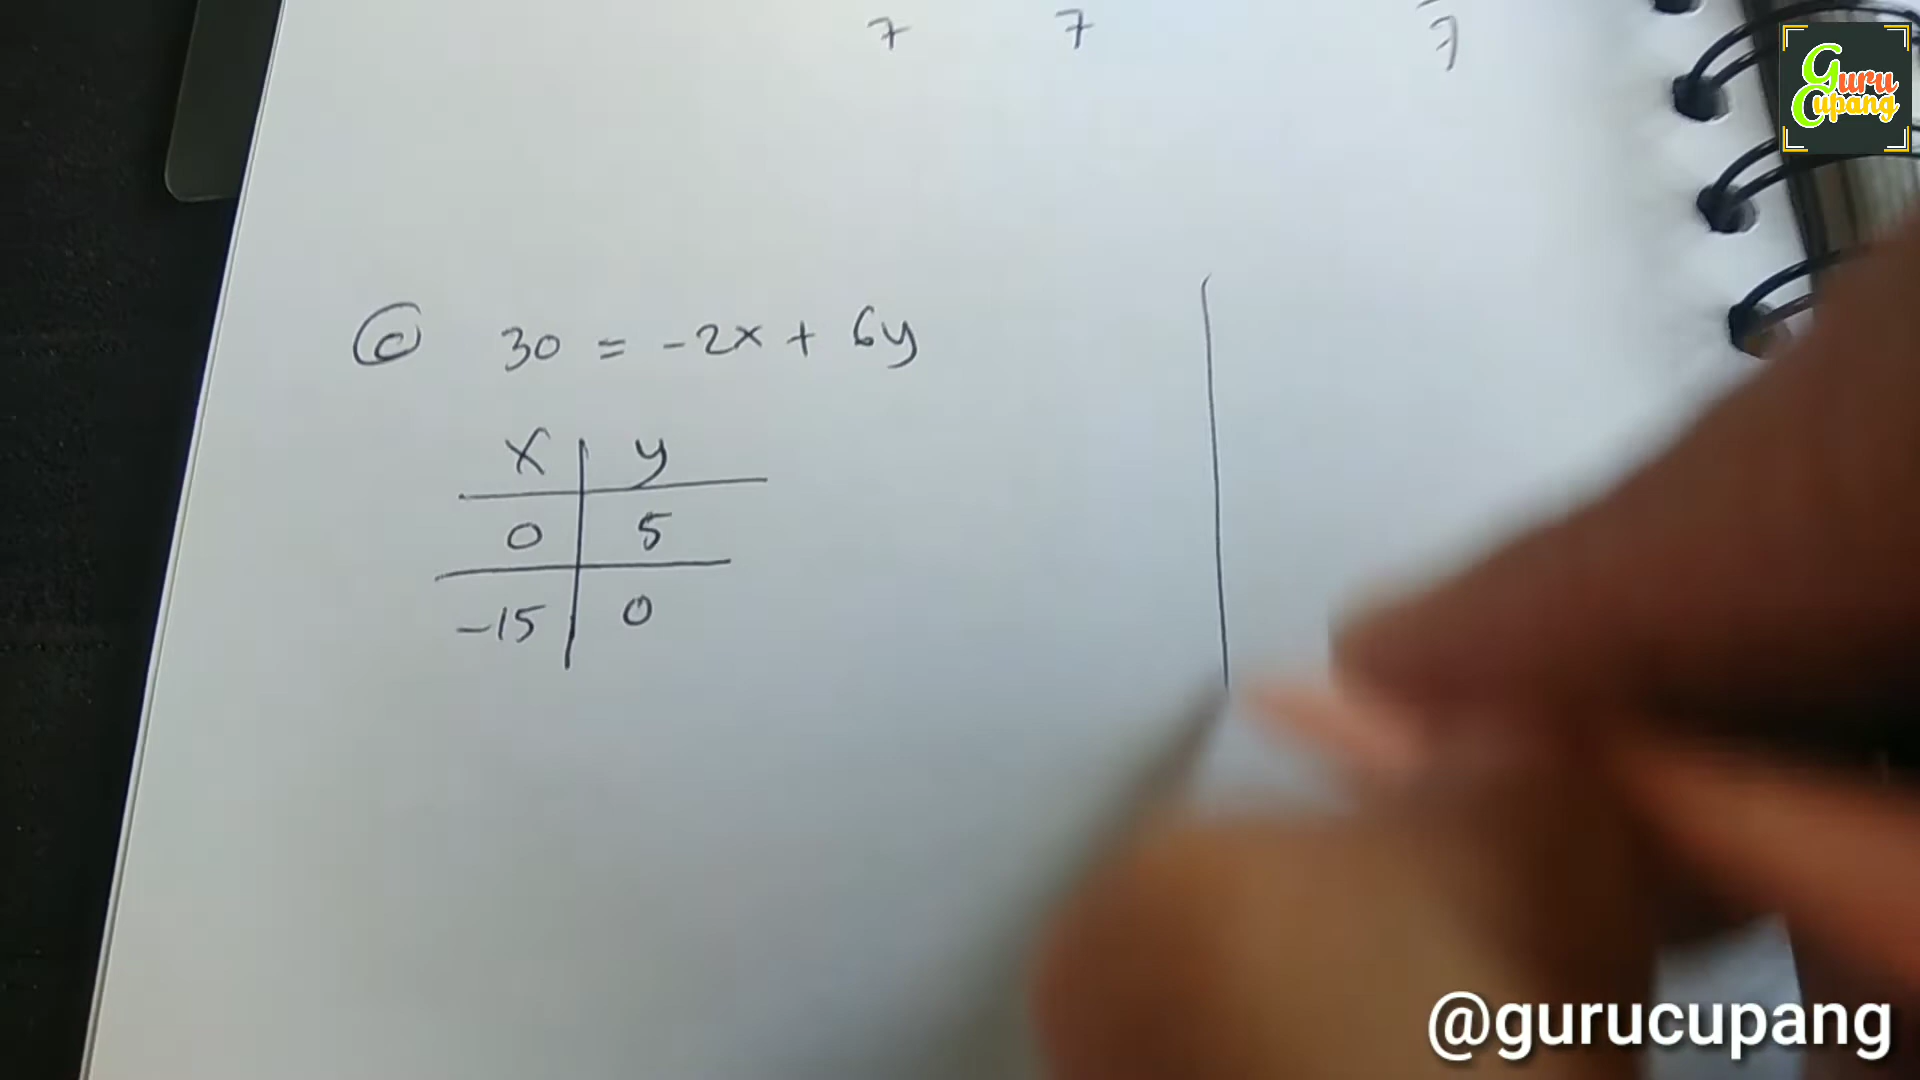 7 7 7
Guru
Cupang
c 30 = -2x + 6y
x y
0 5
-15 0
@gurucupang